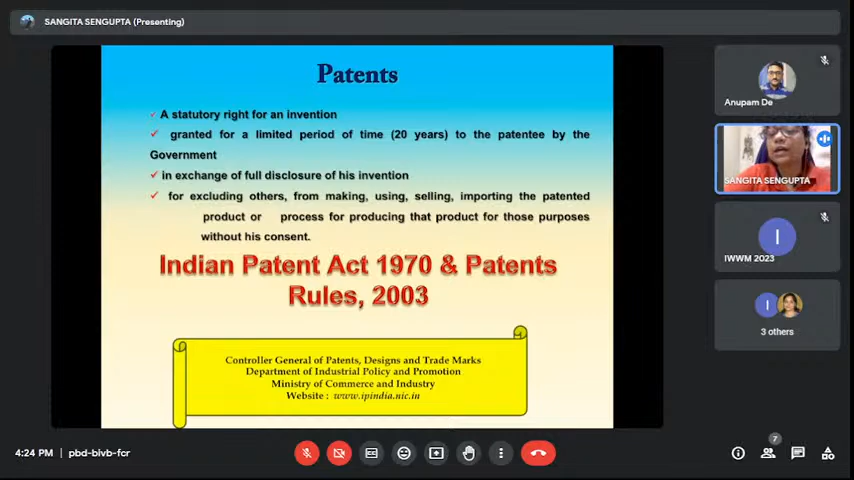 SANGITA SENGUPTA (Presenting)
Patents
A statutory right for an invention
granted for a limited period of time (20 years) to the patentee by the
Government
in exchange of full disclosure of his invention
for excluding others, from making, using, selling, importing the patented
product or process for producing that product for those purposes
without his consent.
Indian Patent Act 1970 & Patents
Rules, 2003
Controller General of Patents, Designs and Trade Marks
Department of Industrial Policy and Promotion
Ministry of Commerce and Industry
Website : www.ipindia.nic.in
Anupam De
SANGITA SENGUPTA
I
IWWM 2023
I
3 others
4:24 PM | pbd-bivb-fcr
CC
7